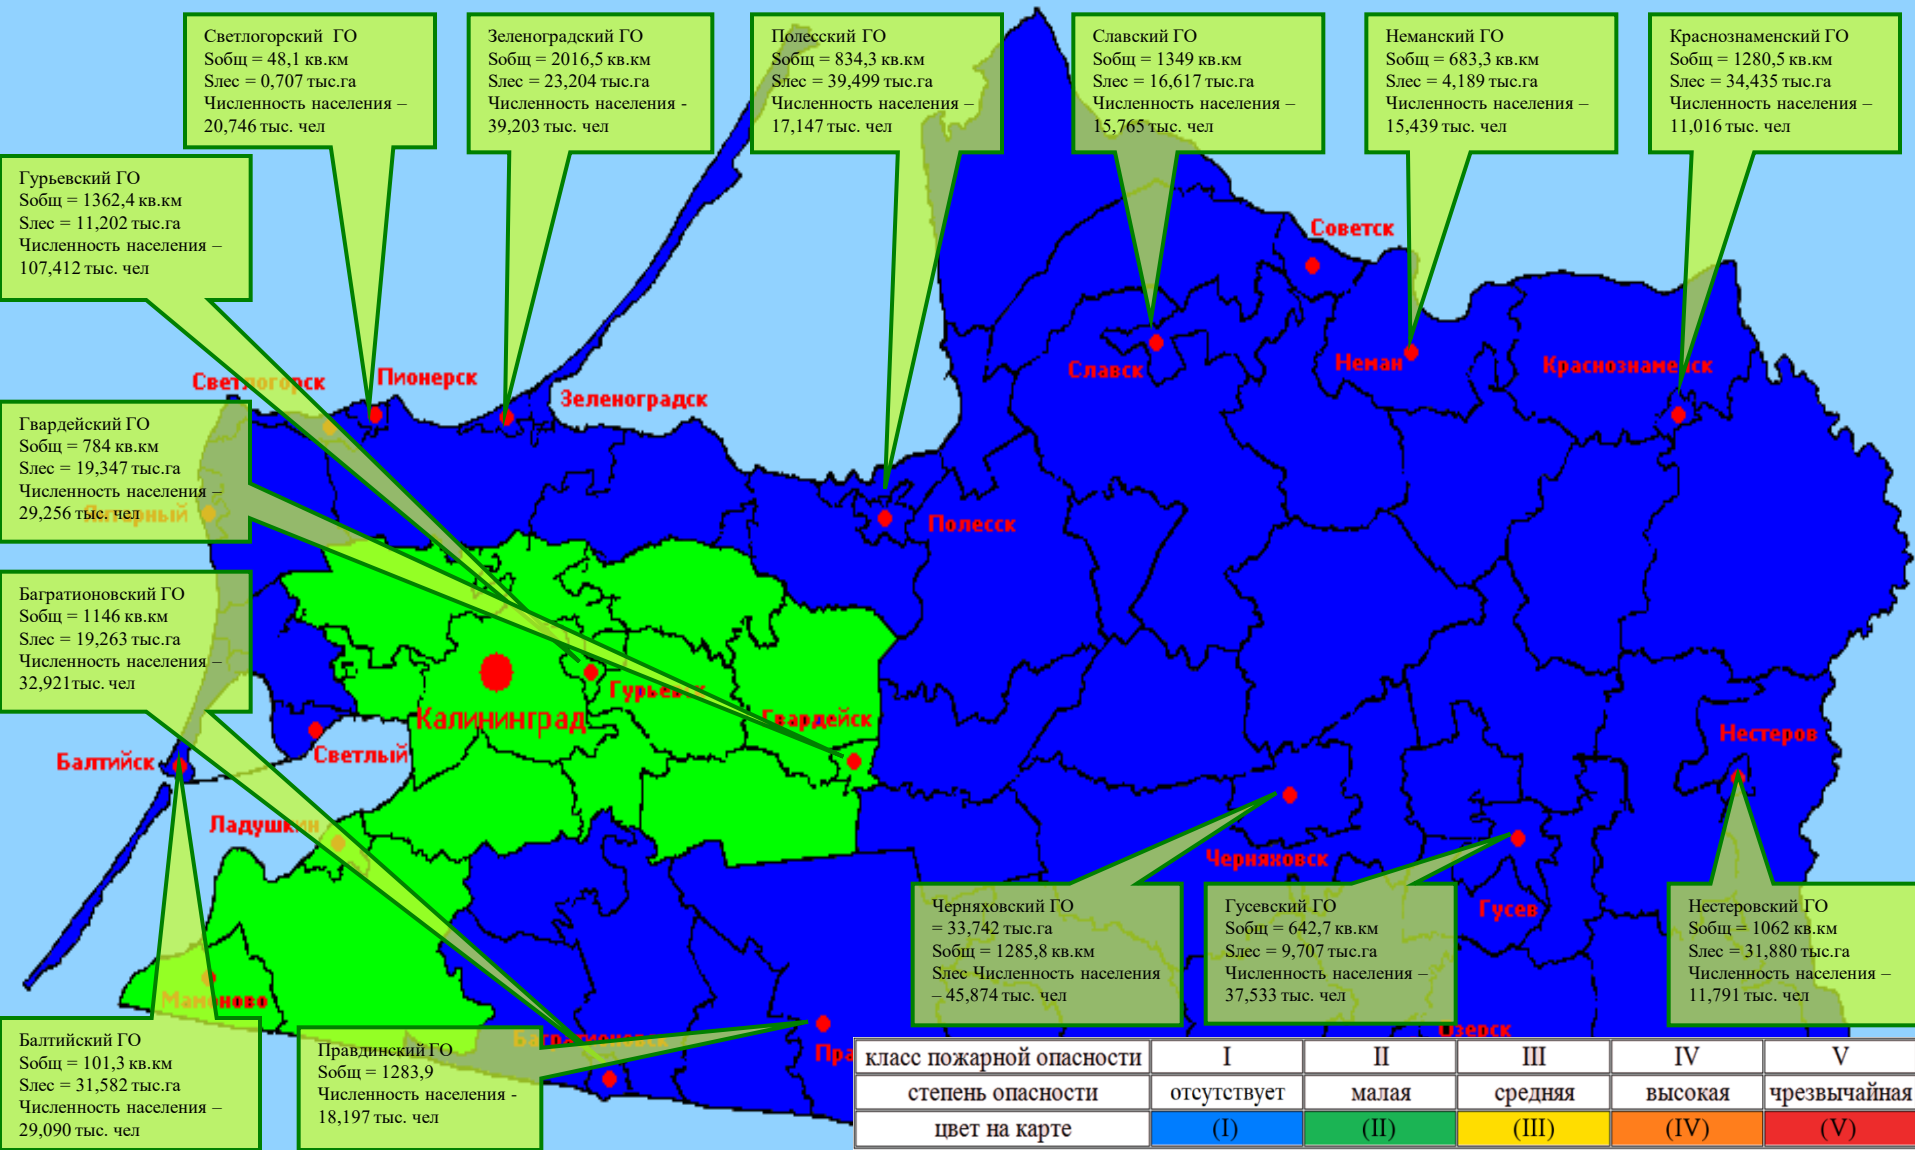 Светлогорский ГО
Sобщ = 48,1 кв.км
Sлес = 0,707 тыс.га
Численность населения –
20,746 тыс. чел
Зеленоградский ГО
Sобщ = 2016,5 кв.км
Sлес = 23,204 тыс.га
Численность населения -
39,203 тыс. чел
Полесский ГО
Sобщ = 834,3 кв.км
Sлес = 39,499 тыс.га
Численность населения –
17,147 тыс. чел
Славский ГО
Sобщ = 1349 кв.км
Sлес = 16,617 тыс.га
Численность населения –
15,765 тыс. чел
Неманский ГО
Sобщ = 683,3 кв.км
Sлес = 4,189 тыс.га
Численность населения –
15,439 тыс. чел
Краснознаменский ГО
Sобщ = 1280,5 кв.км
Sлес = 34,435 тыс.га
Численность населения –
11,016 тыс. чел
Гурьевский ГО
Sобщ = 1362,4 кв.км
Sлес = 11,202 тыс.га
Численность населения –
107,412 тыс. чел
Советск
Славск
Неман
Краснознаменск
Светлогорск
Пионерск
Зеленоградск
Гвардейский ГО
Sобщ = 784 кв.км
Sлес = 19,347 тыс.га
Численность населения –
29,256 тыс. чел
Янтарный
Полесск
Багратионовский ГО
Sобщ = 1146 кв.км
Sлес = 19,263 тыс.га
Численность населения –
32,921тыс. чел
Гурьевск
Калининград
Гвардейск
Нестеров
Балтийск
Светлый
Ладушкин
Черняховск
Гусев
Черняховский ГО
= 33,742 тыс.га
Sобщ = 1285,8 кв.км
Sлес Численность населения
– 45,874 тыс. чел
Гусевский ГО
Sобщ = 642,7 кв.км
Sлес = 9,707 тыс.га
Численность населения –
37,533 тыс. чел
Нестеровский ГО
Sобщ = 1062 кв.км
Sлес = 31,880 тыс.га
Численность населения –
11,791 тыс. чел
Мамоново
Озерск
Багратионовск
Пра
Балтийский ГО
Sобщ = 101,3 кв.км
Sлес = 31,582 тыс.га
Численность населения –
29,090 тыс. чел
Правдинский ГО
Sобщ = 1283,9
Численность населения -
18,197 тыс. чел
класс пожарной опасности I II III IV V
степень опасности отсутствует малая средняя высокая чрезвычайная
цвет на карте (I) (II) (III) (IV) (V)